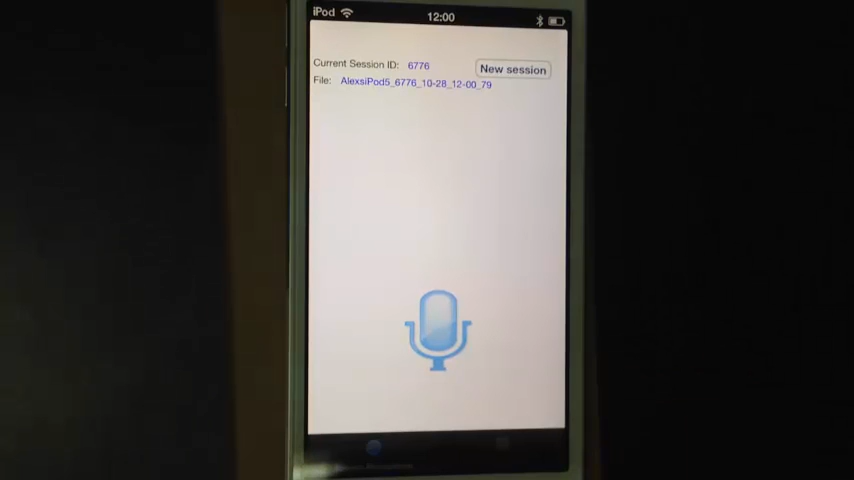 iPod 12:00
Current Session ID: 6776 New session
File: AlexsiPod5_6776_10-28_12-00_79